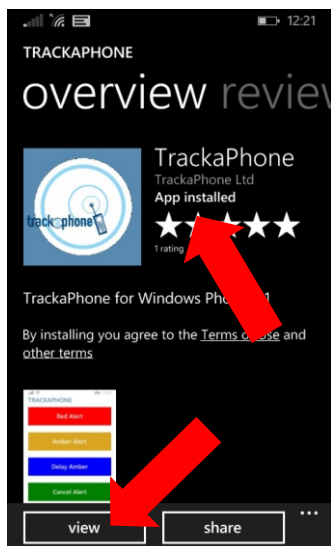 12:21
TRACKAPHONE
overview review
TrackaPhone
TrackaPhone Ltd
App installed
track phone
1 rating
TrackaPhone for Windows
By installing you agree to the Terms of use and
other terms
TRACKAPHONE
Red Alert
Amber Alert
Delay Amber
Cancel Alert
view
share